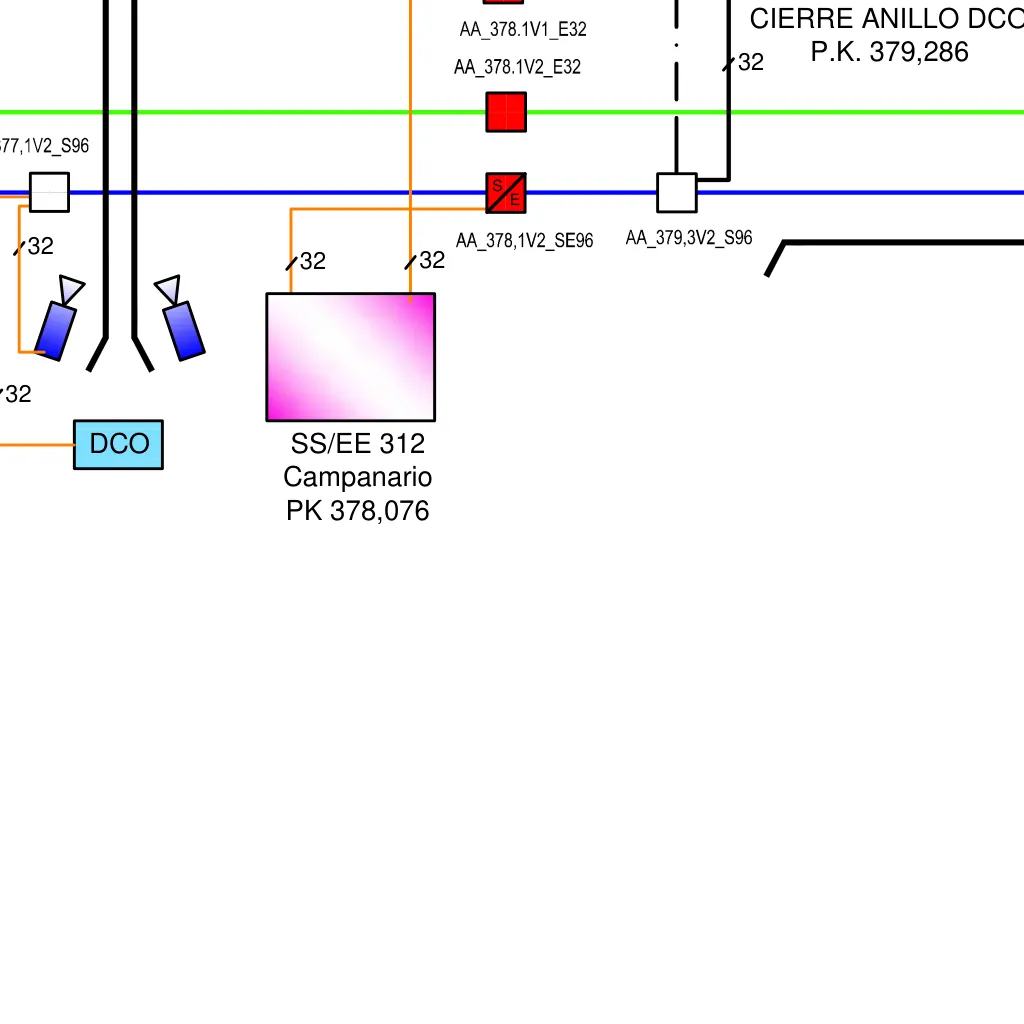 AA_378.1V1_E32
CIERRE ANILLO DCO
P.K. 379,286
AA_378.1V2_E32
32
377,1V2_S96
S
E
AA_378,1V2_SE96
AA_379,3V2_S96
32
32
32
32
DCO
SS/EE 312
Campanario
PK 378,076